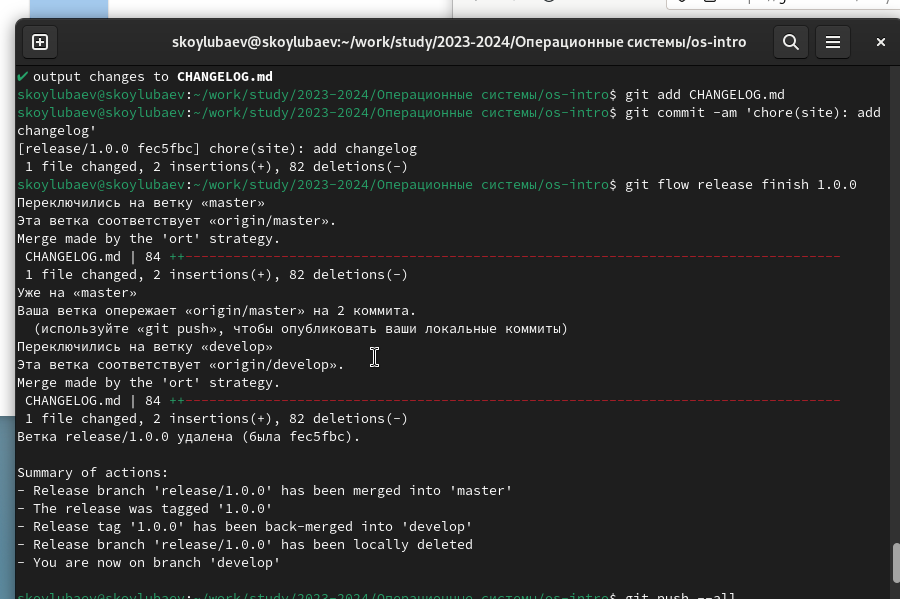 skoylubaev@skoylubaev:~/work/study/2023-2024/Операционные системы/os-intro
✔ output changes to CHANGELOG.md
skoylubaev@skoylubaev:~/work/study/2023-2024/Операционные системы/os-intro$ git add CHANGELOG.md
skoylubaev@skoylubaev:~/work/study/2023-2024/Операционные системы/os-intro$ git commit -am 'chore(site): add
changelog'
[release/1.0.0 fec5fbc] chore(site): add changelog
 1 file changed, 2 insertions(+), 82 deletions(-)
skoylubaev@skoylubaev:~/work/study/2023-2024/Операционные системы/os-intro$ git flow release finish 1.0.0
Переключились на ветку «master»
Эта ветка соответствует «origin/master».
Merge made by the 'ort' strategy.
 CHANGELOG.md | 84 ++----------------------------------------------------------------------------------
 1 file changed, 2 insertions(+), 82 deletions(-)
Уже на «master»
Ваша ветка опережает «origin/master» на 2 коммита.
  (используйте «git push», чтобы опубликовать ваши локальные коммиты)
Переключились на ветку «develop»
Эта ветка соответствует «origin/develop».
Merge made by the 'ort' strategy.
 CHANGELOG.md | 84 ++----------------------------------------------------------------------------------
 1 file changed, 2 insertions(+), 82 deletions(-)
Ветка release/1.0.0 удалена (была fec5fbc).
Summary of actions:
- Release branch 'release/1.0.0' has been merged into 'master'
- The release was tagged '1.0.0'
- Release tag '1.0.0' has been back-merged into 'develop'
- Release branch 'release/1.0.0' has been locally deleted
- You are now on branch 'develop'
skoylubaev@skoylubaev:~/work/study/2023-2024/Операционные системы/os-intro$ git push --all